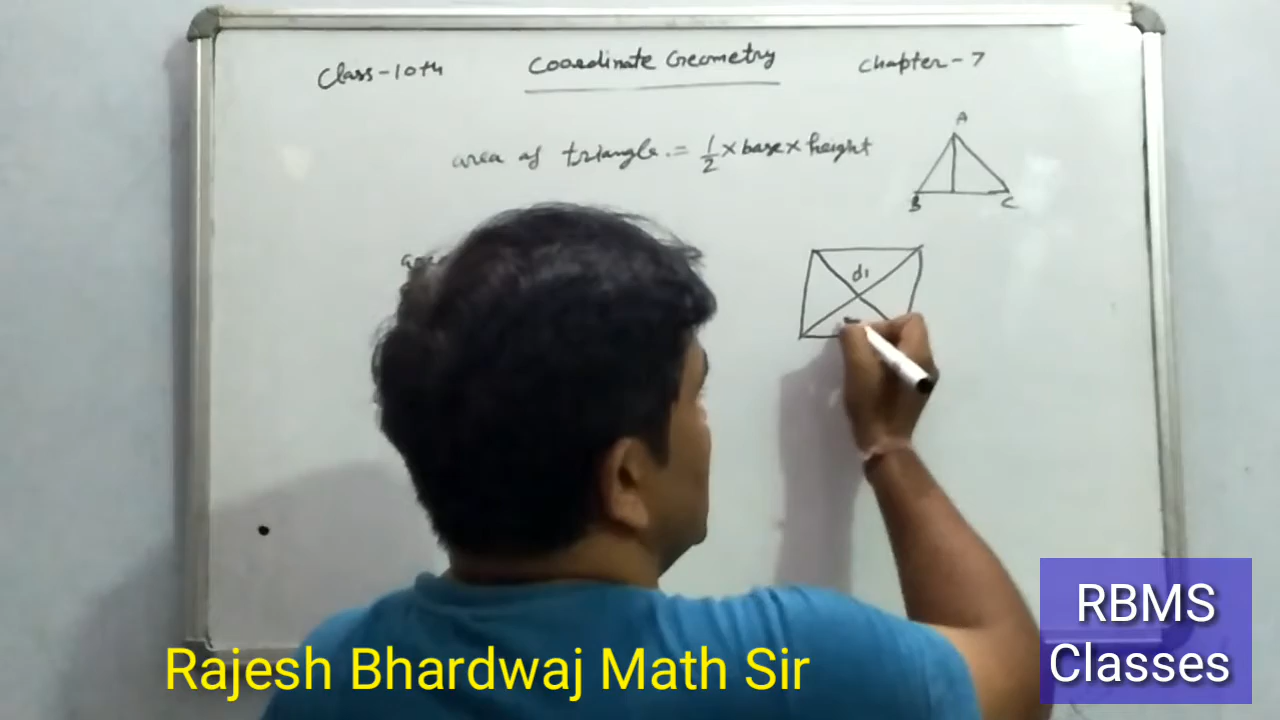 Class-10th Coordinate Geometry Chapter-7
area of triangle. = 1/2 × base × height
A
B C
d1
RBMS
Classes
Rajesh Bhardwaj Math Sir